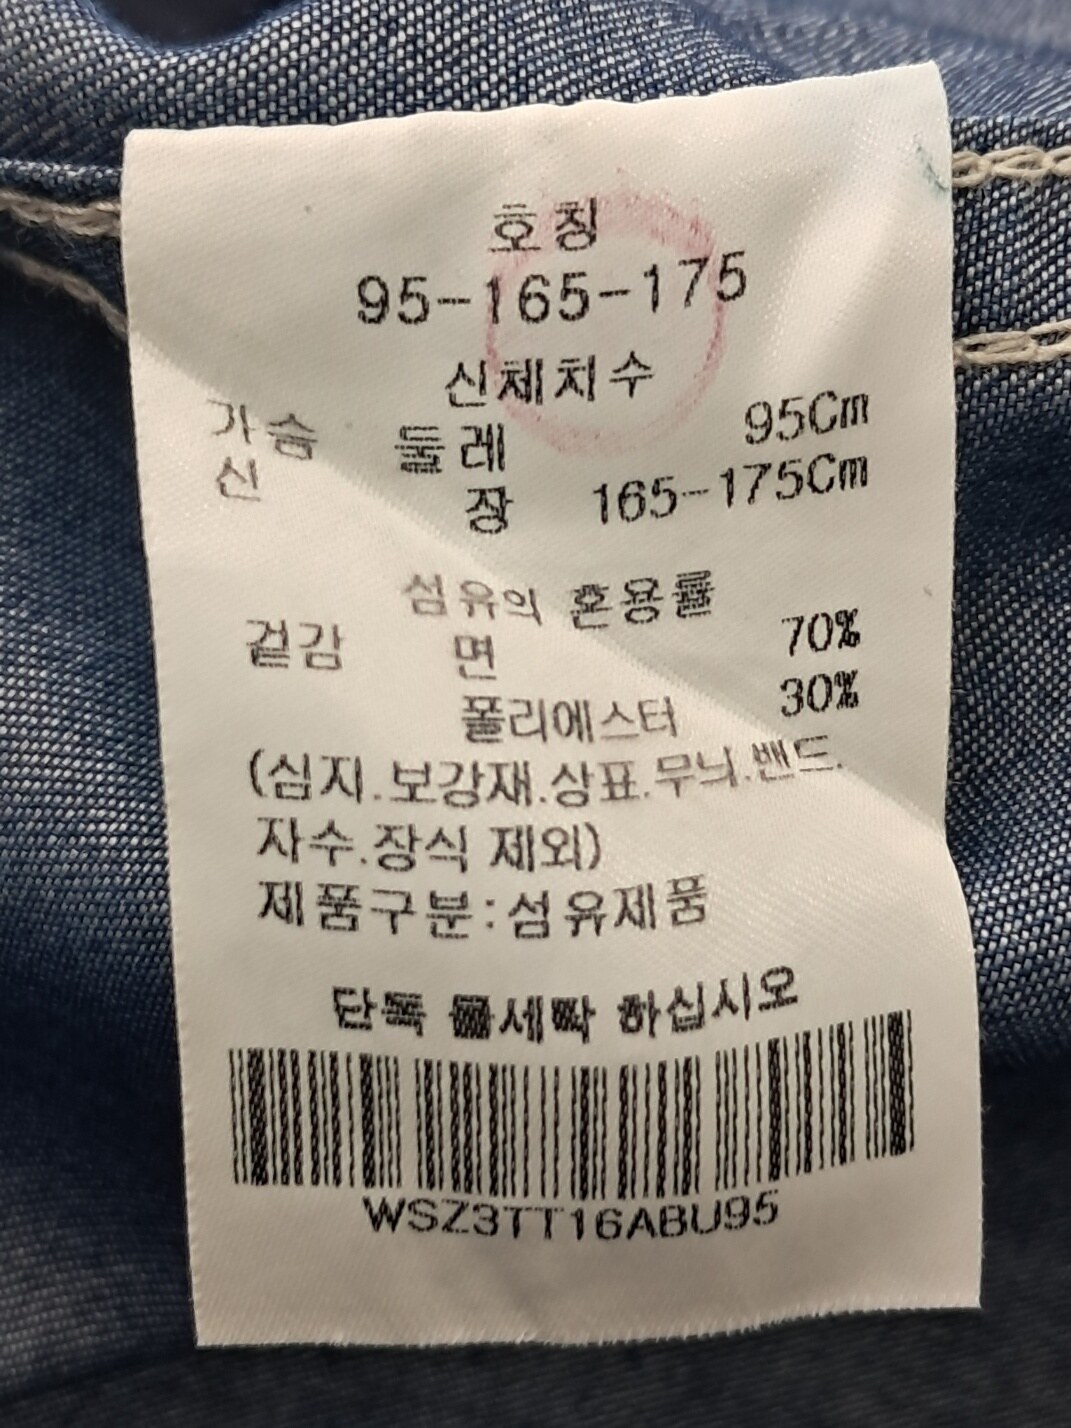 호칭
95-165-175
신체치수
가슴 둘레 95Cm
신 장 165-175Cm
섬유의 혼용률
겉감 면 70%
폴리에스터 30%
(심지.보강재.상표.무늬.밴드.
자수.장식 제외)
제품구분:섬유제품
단독 물세탁 하십시오
WSZ3TT16ABU95